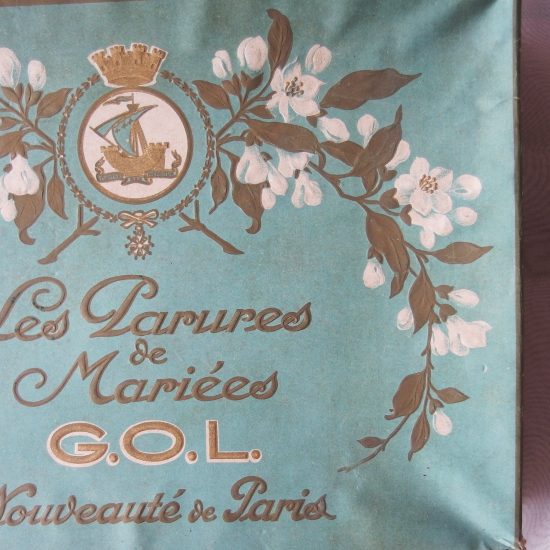 Les Parures
de
Mariées
G.O.L.
Nouveauté de Paris